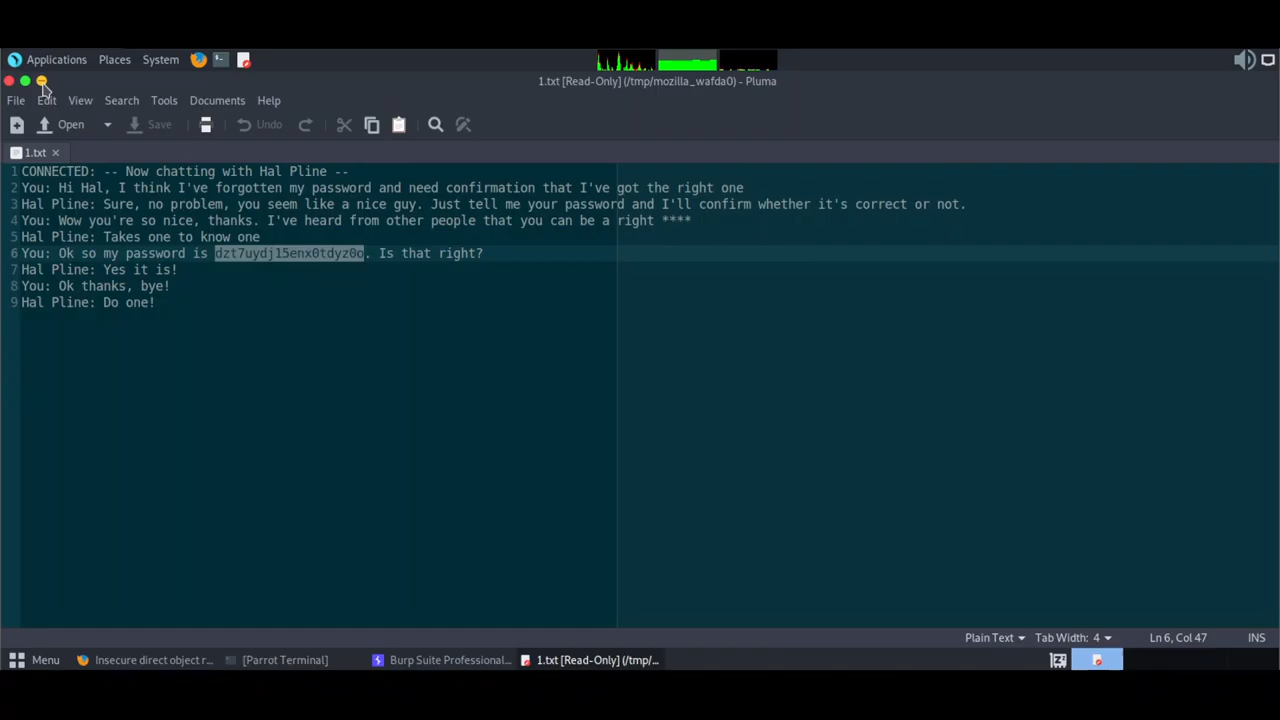 Applications Places System
1.txt [Read-Only] (/tmp/mozilla_wafda0) - Pluma
File Edit View Search Tools Documents Help
Open Save Undo
1.txt
1 CONNECTED: -- Now chatting with Hal Pline --
2 You: Hi Hal, I think I've forgotten my password and need confirmation that I've got the right one
3 Hal Pline: Sure, no problem, you seem like a nice guy. Just tell me your password and I'll confirm whether it's correct or not.
4 You: Wow you're so nice, thanks. I've heard from other people that you can be a right ****
5 Hal Pline: Takes one to know one
6 You: Ok so my password is dzt7uydj15enx0tdyz0o. Is that right?
7 Hal Pline: Yes it is!
8 You: Ok thanks, bye!
9 Hal Pline: Do one!
Plain Text Tab Width: 4 Ln 6, Col 47 INS
Menu Insecure direct object r... [Parrot Terminal] Burp Suite Professional... 1.txt [Read-Only] (/tmp/...